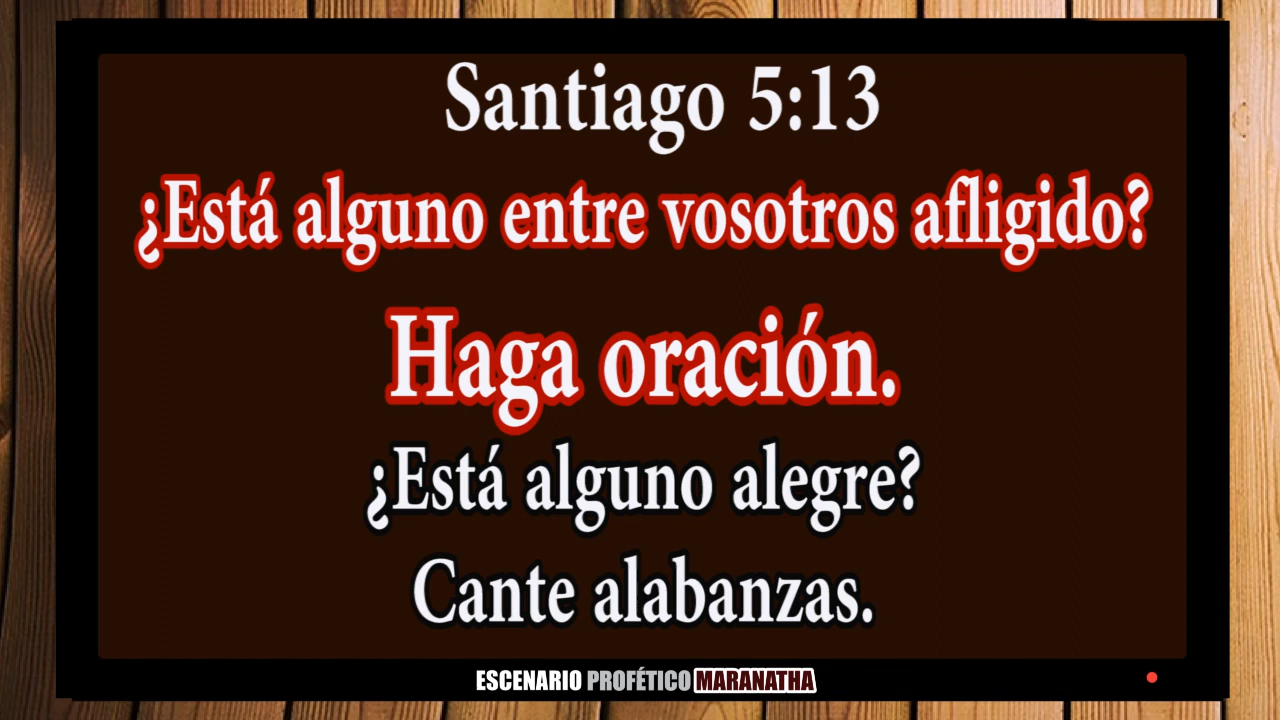 Santiago 5:13
¿Está alguno entre vosotros afligido?
Haga oración.
¿Está alguno alegre?
Cante alabanzas.
ESCENARIO PROFÉTICO MARANATHA